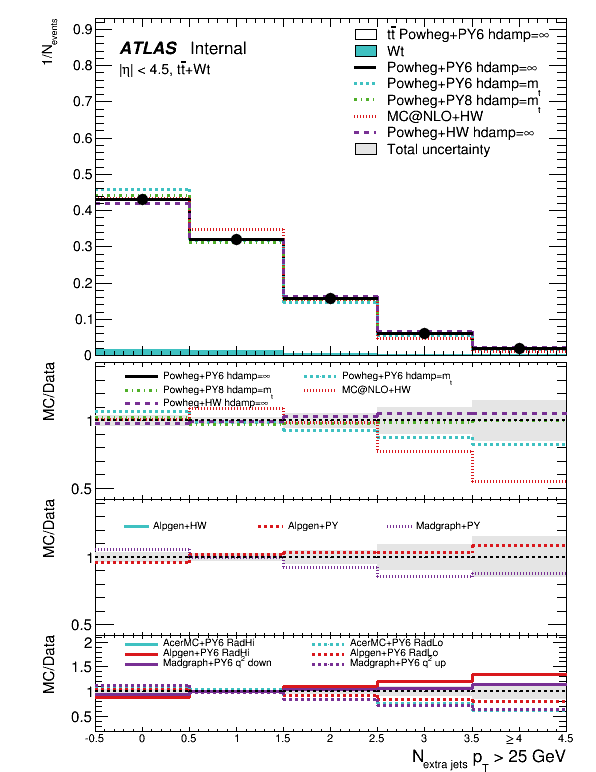 1/N_events
0.9
0.8
0.7
0.6
0.5
0.4
0.3
0.2
0.1
0
ATLAS Internal
|η| < 4.5, tt̄+Wt
tt̄ Powheg+PY6 hdamp=∞
Wt
Powheg+PY6 hdamp=∞
Powheg+PY6 hdamp=m_t
Powheg+PY8 hdamp=m_t
MC@NLO+HW
Powheg+HW hdamp=∞
Total uncertainty
MC/Data
Powheg+PY6 hdamp=∞ Powheg+PY6 hdamp=m_t
Powheg+PY8 hdamp=m_t MC@NLO+HW
Powheg+HW hdamp=∞
1
0.5
MC/Data
Alpgen+HW Alpgen+PY Madgraph+PY
1
0.5
MC/Data
AcerMC+PY6 RadHi AcerMC+PY6 RadLo
Alpgen+PY6 RadHi Alpgen+PY6 RadLo
Madgraph+PY6 q² down Madgraph+PY6 q² up
2
1.5
1
0.5
-0.5 0 0.5 1 1.5 2 2.5 3 3.5 ≥4 4.5
N_extra jets p_T > 25 GeV